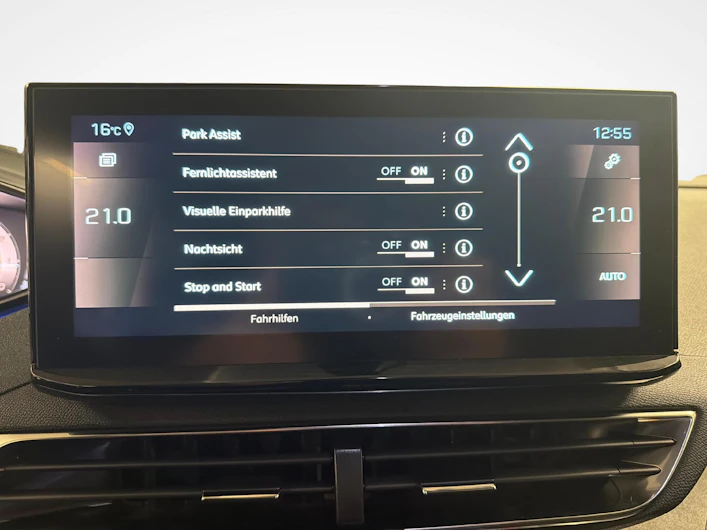 16°C
12:55
Park Assist
Fernlichtassistent OFF ON
Visuelle Einparkhilfe
21.0
21.0
Nachtsicht OFF ON
AUTO
Stop and Start OFF ON
Fahrhilfen
Fahrzeugeinstellungen